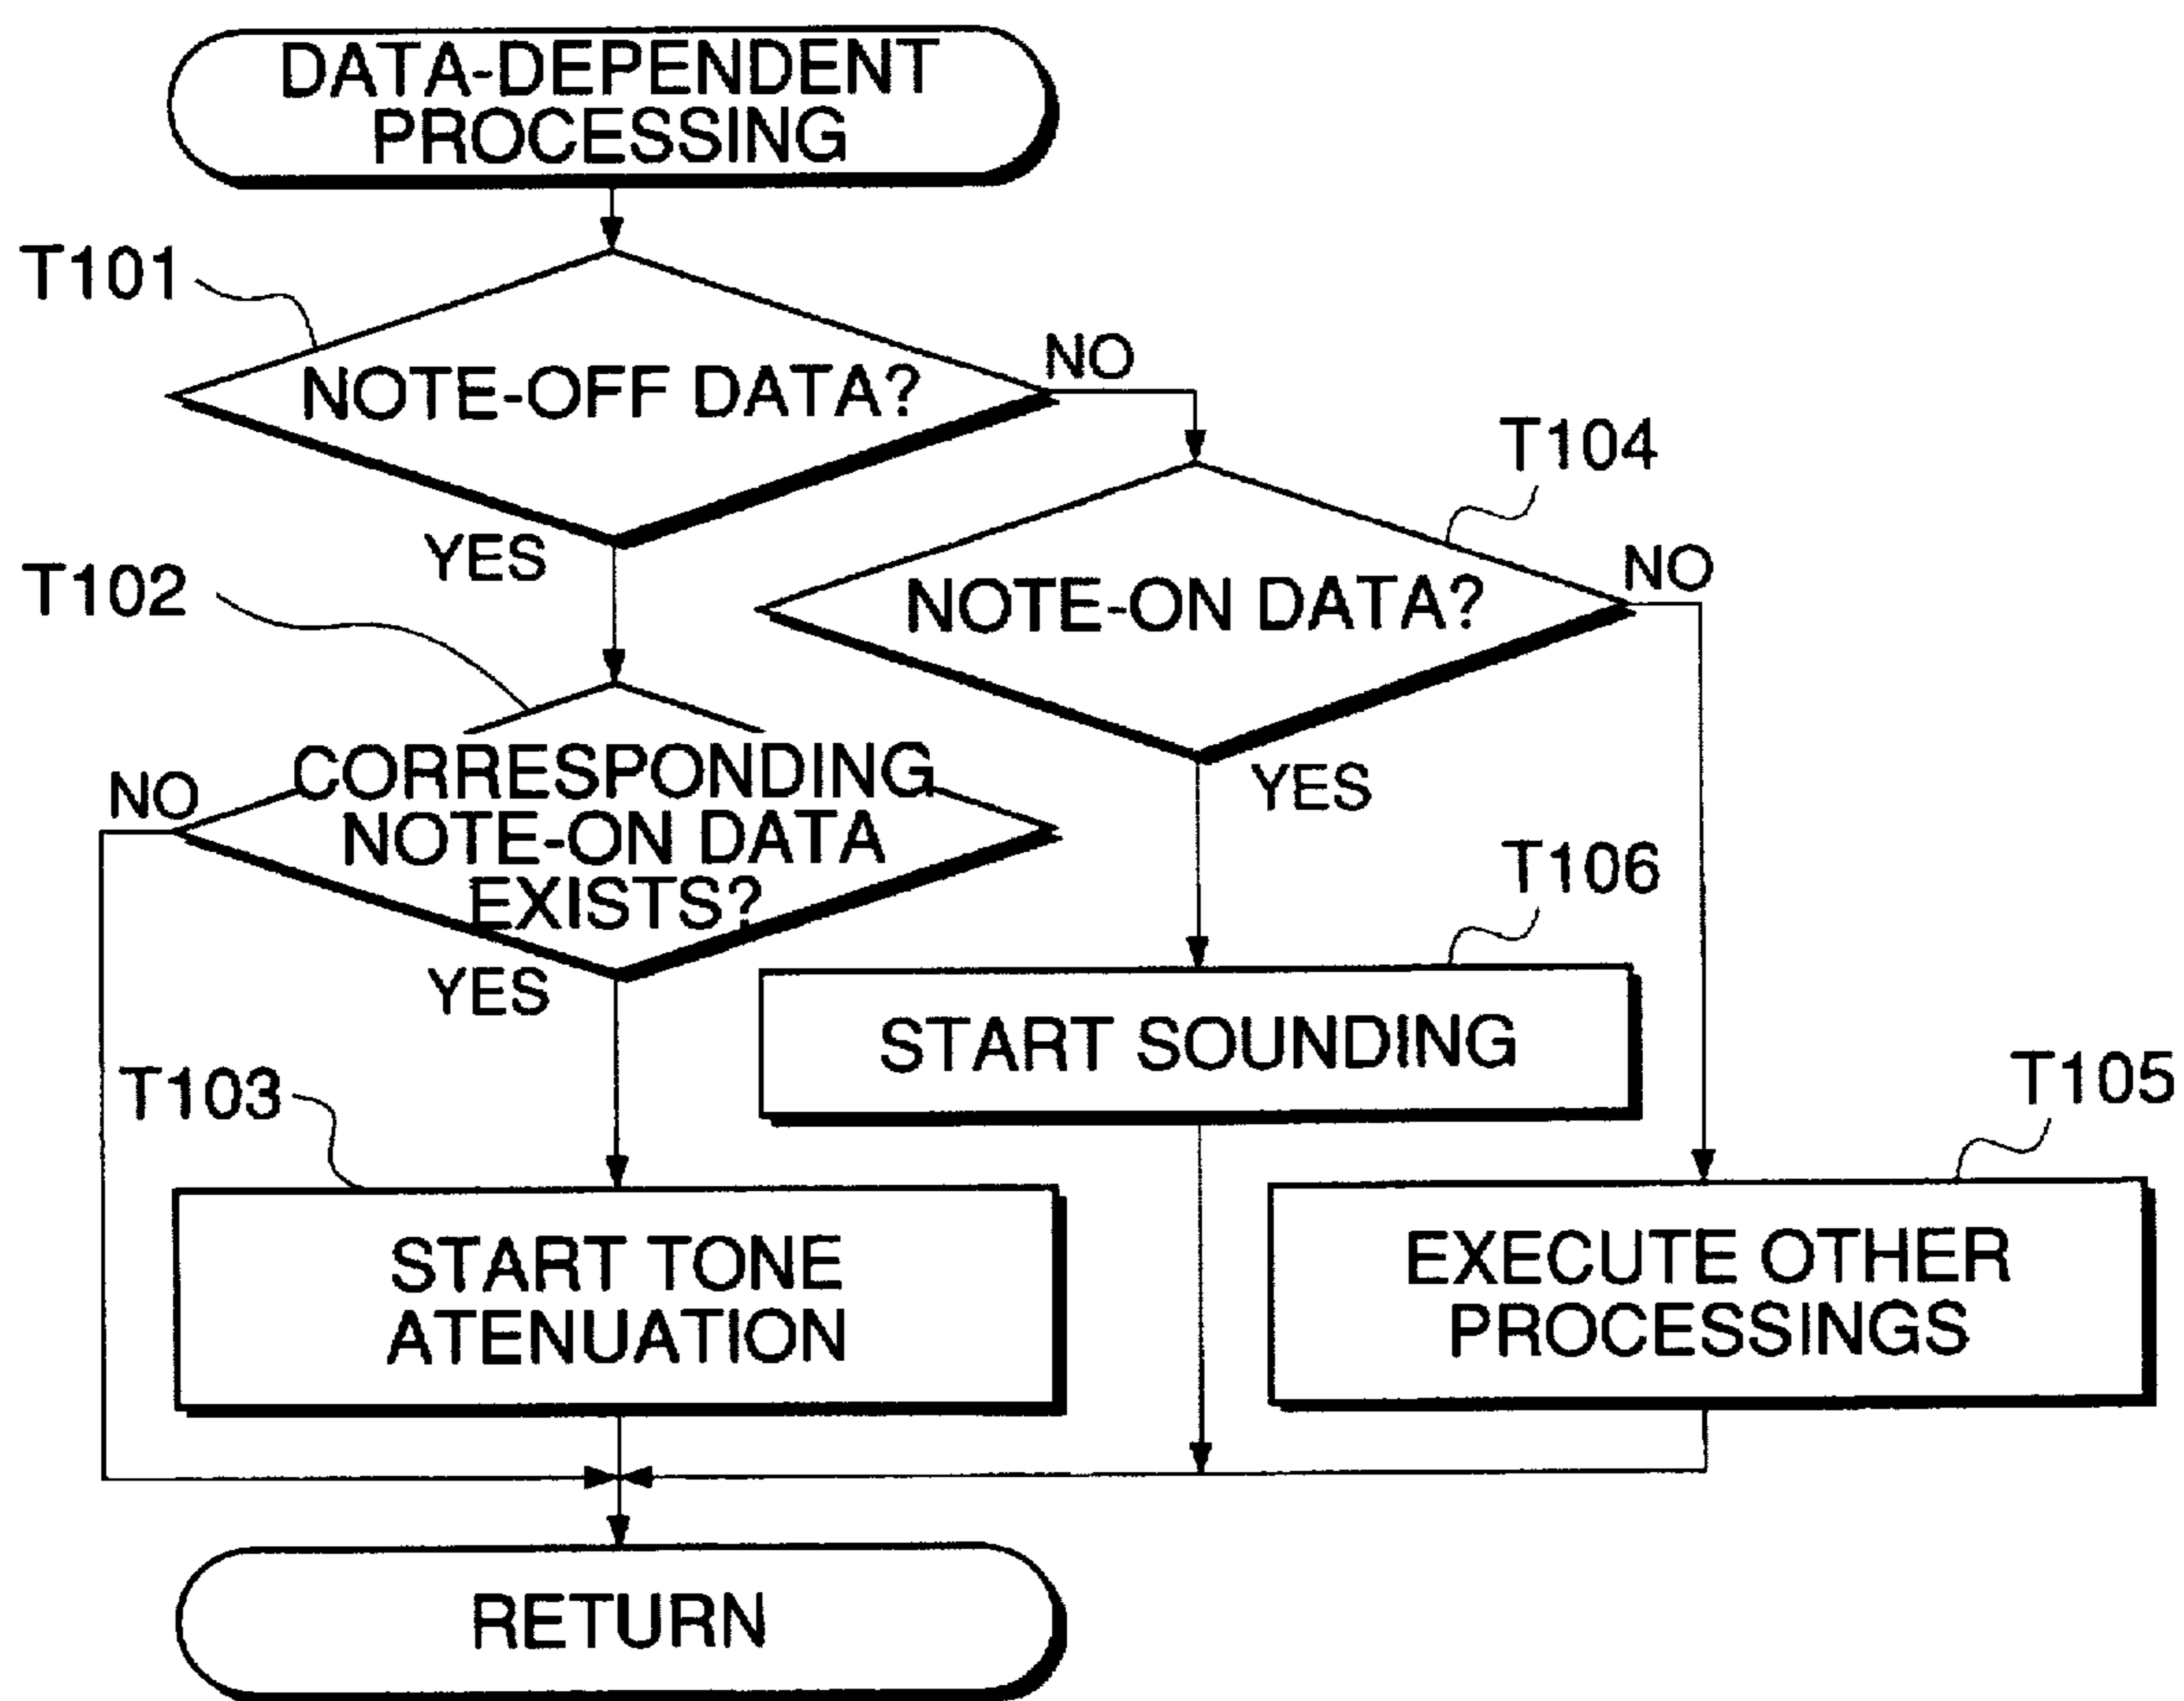 DATA-DEPENDENT
PROCESSING
T101
NOTE-OFF DATA?
NO
YES
T104
NOTE-ON DATA?
NO
YES
T102
CORRESPONDING
NOTE-ON DATA
EXISTS?
NO
YES
T106
START SOUNDING
T103
START TONE
ATENUATION
T105
EXECUTE OTHER
PROCESSINGS
RETURN